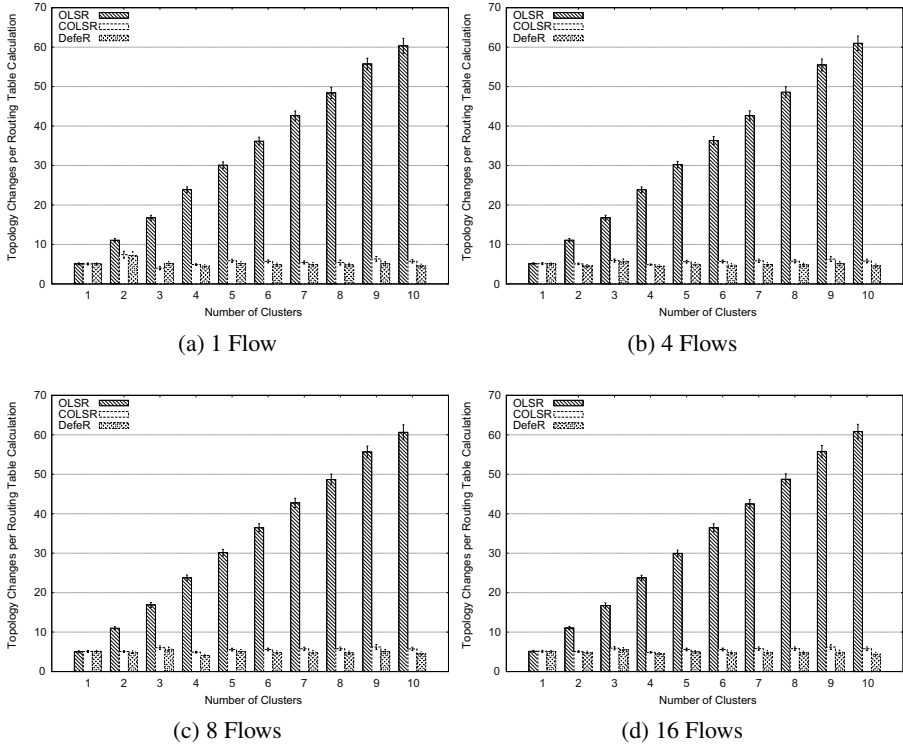 Topology Changes per Routing Table Calculation
70
60
50
40
30
20
10
0
OLSR
COLSR
DefeR
1 2 3 4 5 6 7 8 9 10
Number of Clusters
(a) 1 Flow
Topology Changes per Routing Table Calculation
70
60
50
40
30
20
10
0
OLSR
COLSR
DefeR
1 2 3 4 5 6 7 8 9 10
Number of Clusters
(b) 4 Flows
Topology Changes per Routing Table Calculation
70
60
50
40
30
20
10
0
OLSR
COLSR
DefeR
1 2 3 4 5 6 7 8 9 10
Number of Clusters
(c) 8 Flows
Topology Changes per Routing Table Calculation
70
60
50
40
30
20
10
0
OLSR
COLSR
DefeR
1 2 3 4 5 6 7 8 9 10
Number of Clusters
(d) 16 Flows